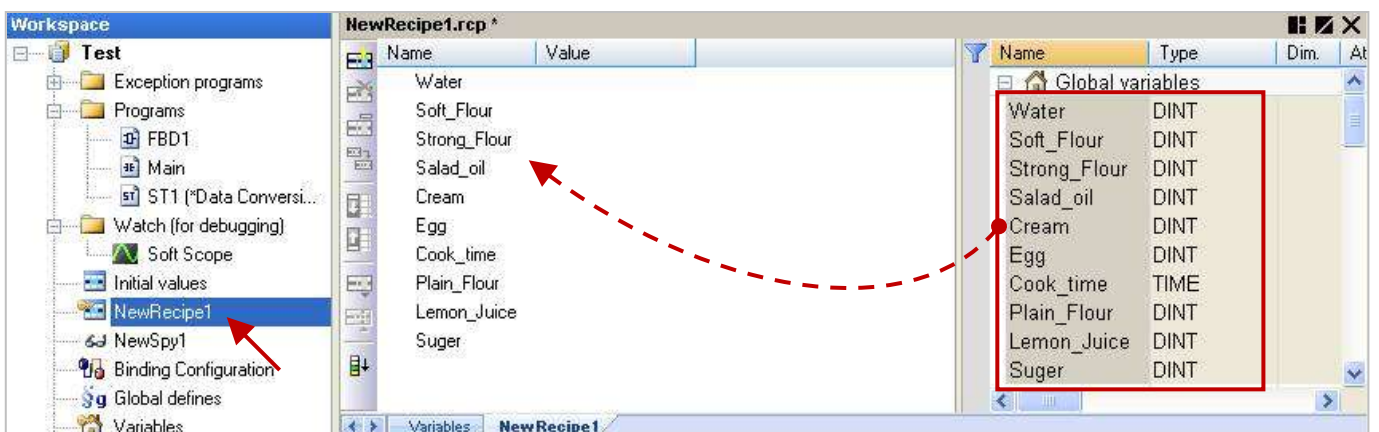 Workspace
Test
Exception programs
Programs
FBD1
Main
ST ST1 (*Data Conversi...
Watch (for debugging)
Soft Scope
Initial values
NewRecipe1
NewSpy1
Binding Configuration
§g Global defines
Variables
NewRecipe1.rcp *
Name Value
Water
Soft_Flour
Strong_Flour
Salad_oil
Cream
Egg
Cook_time
Plain_Flour
Lemon_Juice
Suger
Name Type Dim. At
Global variables
Water DINT
Soft_Flour DINT
Strong_Flour DINT
Salad_oil DINT
Cream DINT
Egg DINT
Cook_time TIME
Plain_Flour DINT
Lemon_Juice DINT
Suger DINT
Variables NewRecipe1